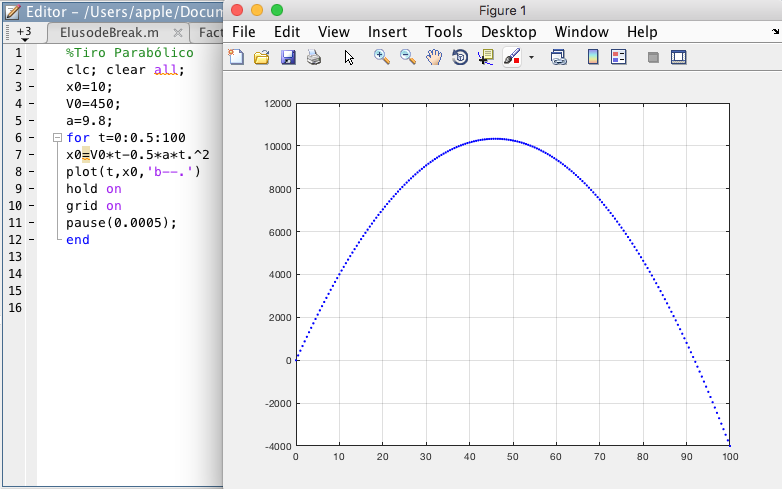 Editor - /Users/apple/Docum
Figure 1
+3
ElusodeBreak.m
Fact
File Edit View Insert Tools Desktop Window Help
1 - %Tiro Parabólico
2 - clc; clear all;
3 - x0=10;
4 - V0=450;
5 - a=9.8;
6 - for t=0:0.5:100
7 - x0=V0*t-0.5*a*t.^2
8 - plot(t,x0,'b--.')
9 - hold on
10 - grid on
11 - pause(0.0005);
12 - end
13
14
15
16
12000
10000
8000
6000
4000
2000
0
-2000
-4000
0 10 20 30 40 50 60 70 80 90 100